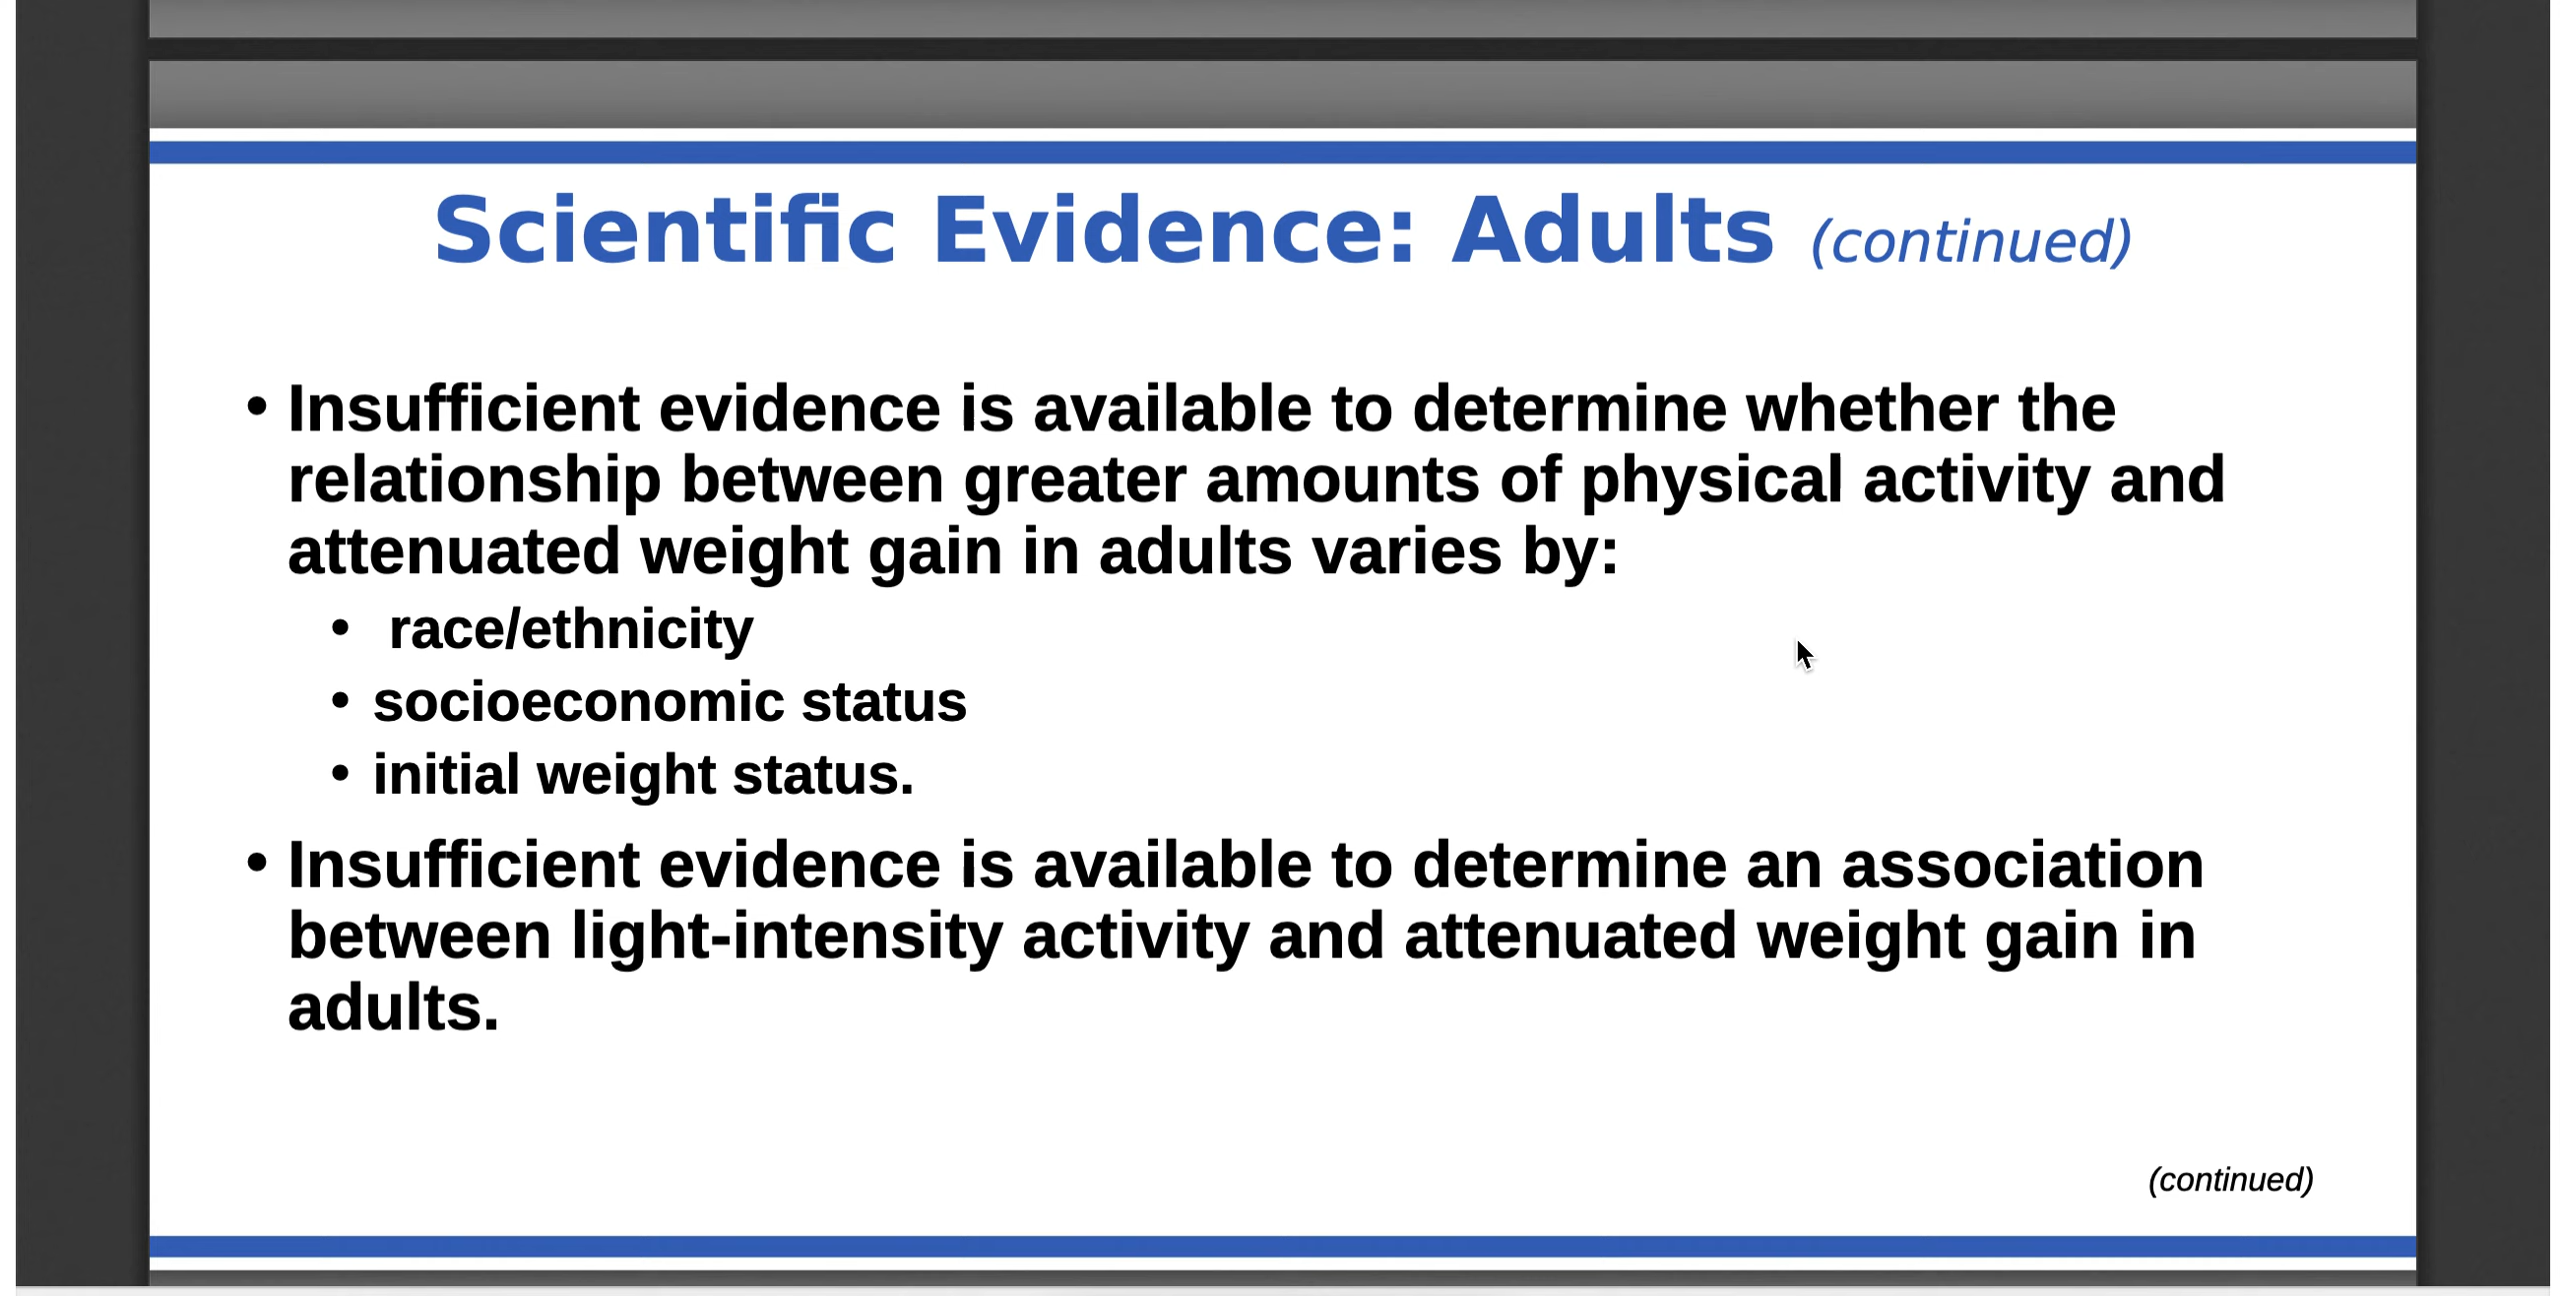 Scientific Evidence: Adults (continued)
• Insufficient evidence is available to determine whether the
relationship between greater amounts of physical activity and
attenuated weight gain in adults varies by:
• race/ethnicity
• socioeconomic status
• initial weight status.
• Insufficient evidence is available to determine an association
between light-intensity activity and attenuated weight gain in
adults.
(continued)